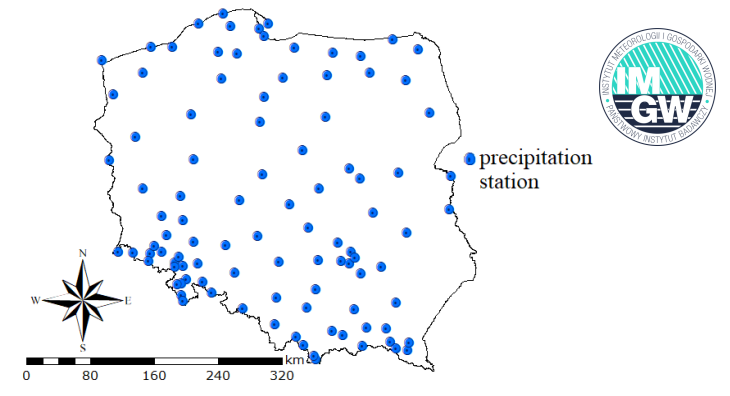 INSTYTUT METEOROLOGII I GOSPODARKI WODNEJ
IM
GW
• PAŃSTWOWY INSTYTUT BADAWCZY •
precipitation
station
N
W
E
S
km
0 80 160 240 320